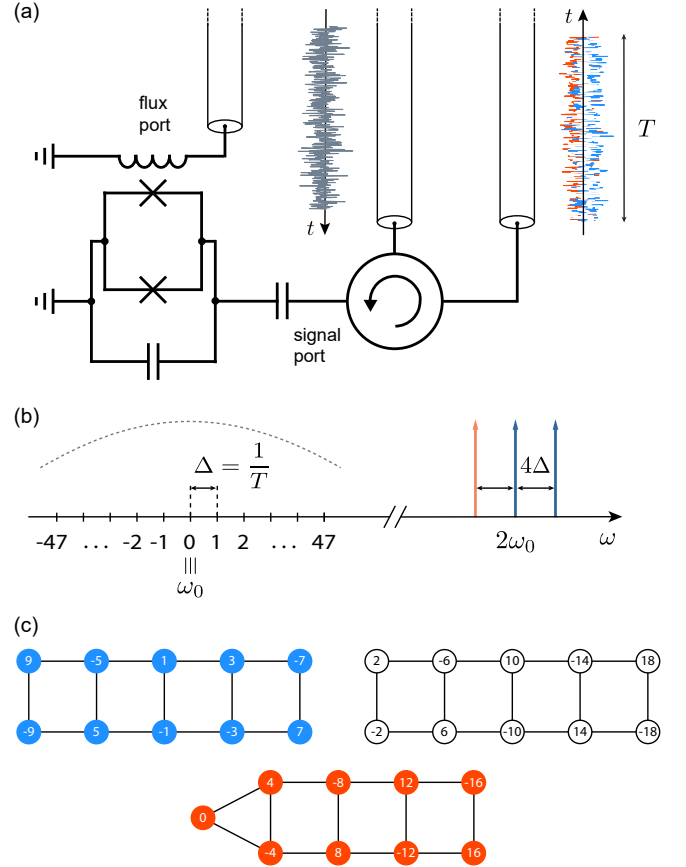 (a)
t
flux
port
T
t
signal
port
(b)
Δ = 1/T
4Δ
-47 ... -2 -1 0 1 2 ... 47
2ω₀
ω
ω₀
(c)
9 -5 1 3 -7
2 -6 10 -14 18
-9 5 -1 -3 7
-2 6 -10 14 -18
4 -8 12 -16
0
-4 8 -12 16